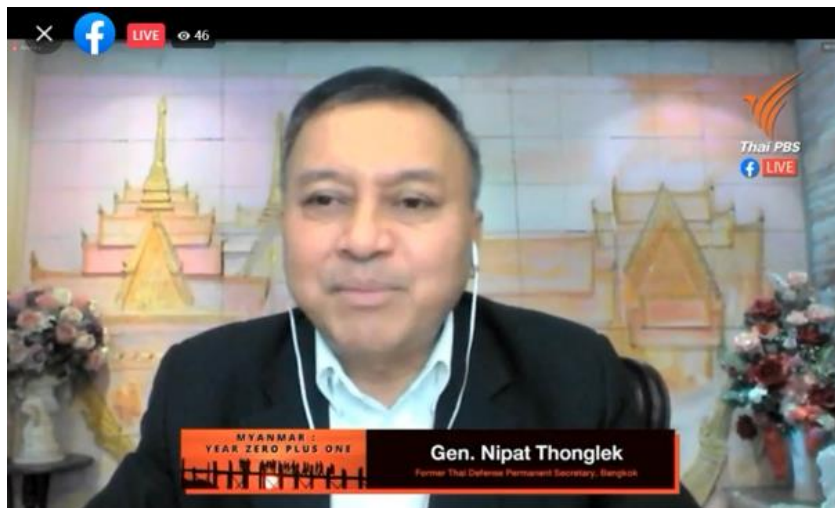 LIVE 46
Thai PBS
LIVE
MYANMAR :
YEAR ZERO PLUS ONE
Gen. Nipat Thonglek
Former Thai Defense Permanent Secretary, Bangkok